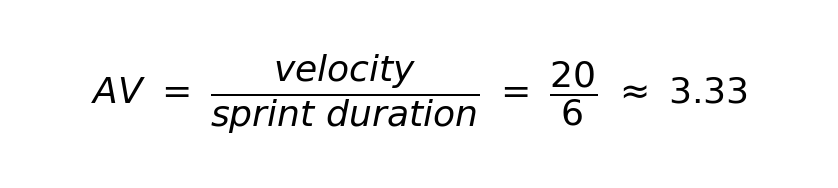 AV = velocity / sprint duration = 20 / 6 ≈ 3.33